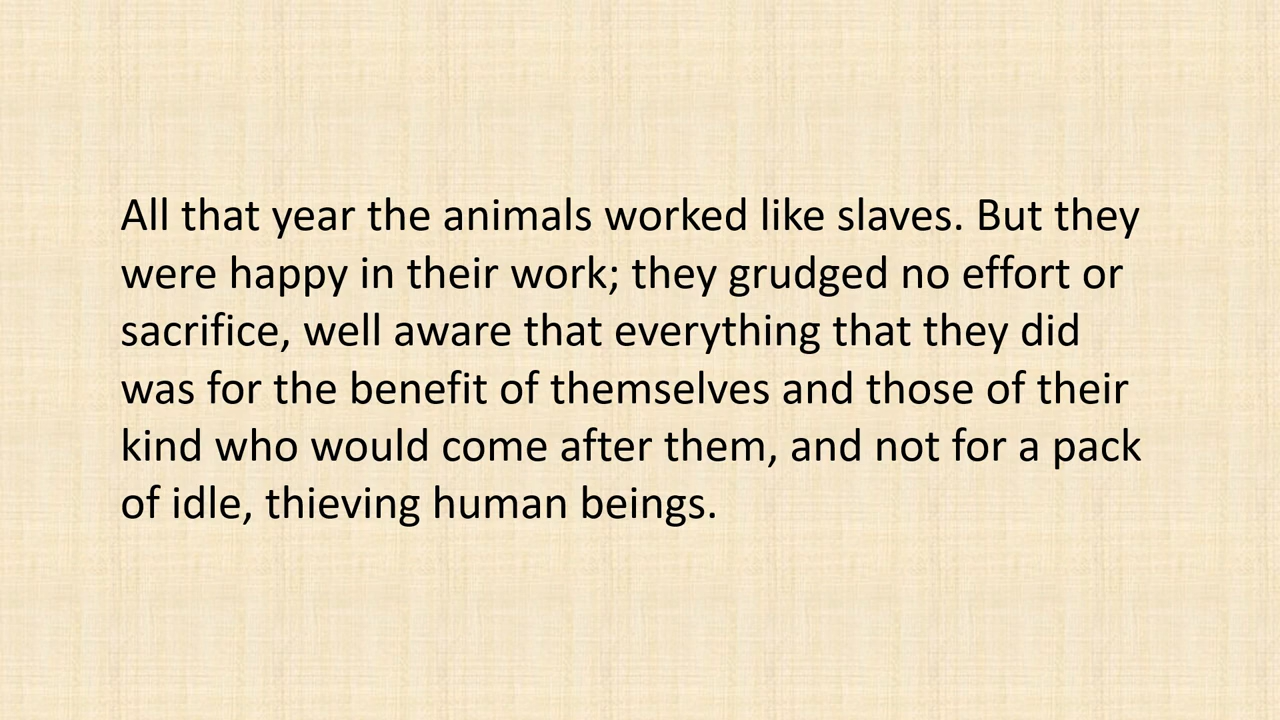 All that year the animals worked like slaves. But they
were happy in their work; they grudged no effort or
sacrifice, well aware that everything that they did
was for the benefit of themselves and those of their
kind who would come after them, and not for a pack
of idle, thieving human beings.